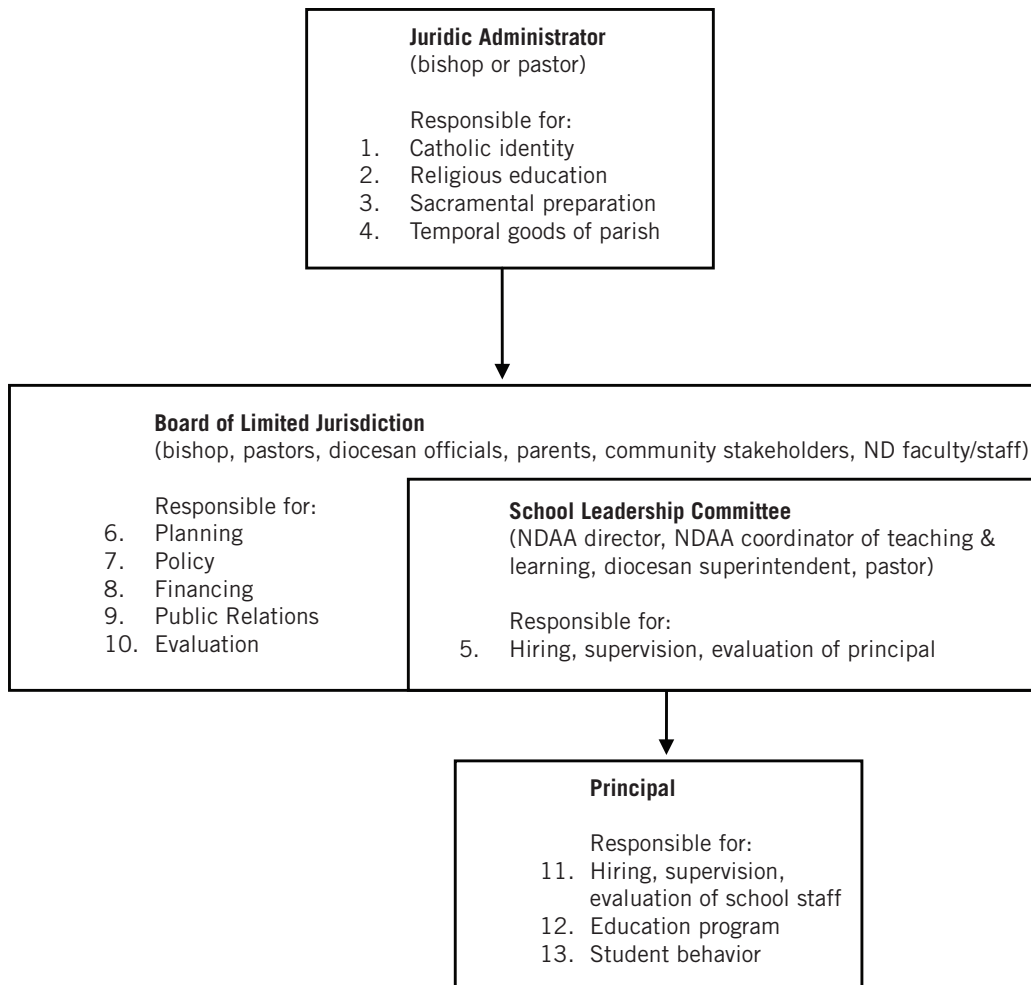 Juridic Administrator
(bishop or pastor)
Responsible for:
1. Catholic identity
2. Religious education
3. Sacramental preparation
4. Temporal goods of parish
Board of Limited Jurisdiction
(bishop, pastors, diocesan officials, parents, community stakeholders, ND faculty/staff)
Responsible for:
6. Planning
7. Policy
8. Financing
9. Public Relations
10. Evaluation
School Leadership Committee
(NDAA director, NDAA coordinator of teaching &
learning, diocesan superintendent, pastor)
Responsible for:
5. Hiring, supervision, evaluation of principal
Principal
Responsible for:
11. Hiring, supervision,
evaluation of school staff
12. Education program
13. Student behavior